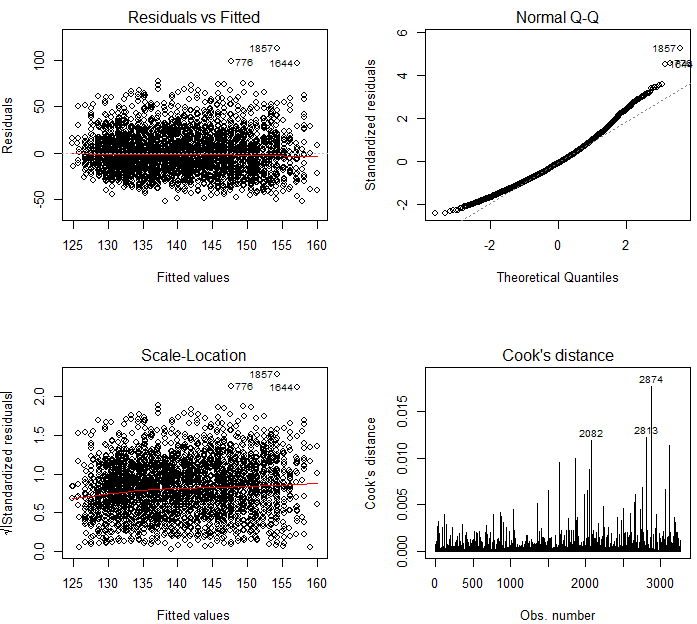 Residuals vs Fitted
Residuals
-50 0 50 100
1857
776
1644
125 130 135 140 145 150 155 160
Fitted values
Normal Q-Q
Standardized residuals
-2 0 2 4 6
1857
1644
-2 0 2
Theoretical Quantiles
Scale-Location
√|Standardized residuals|
0.0 0.5 1.0 1.5 2.0
1857
776
1644
125 130 135 140 145 150 155 160
Fitted values
Cook's distance
Cook's distance
0.000 0.005 0.010 0.015
2874
2082
2813
0 500 1000 2000 3000
Obs. number